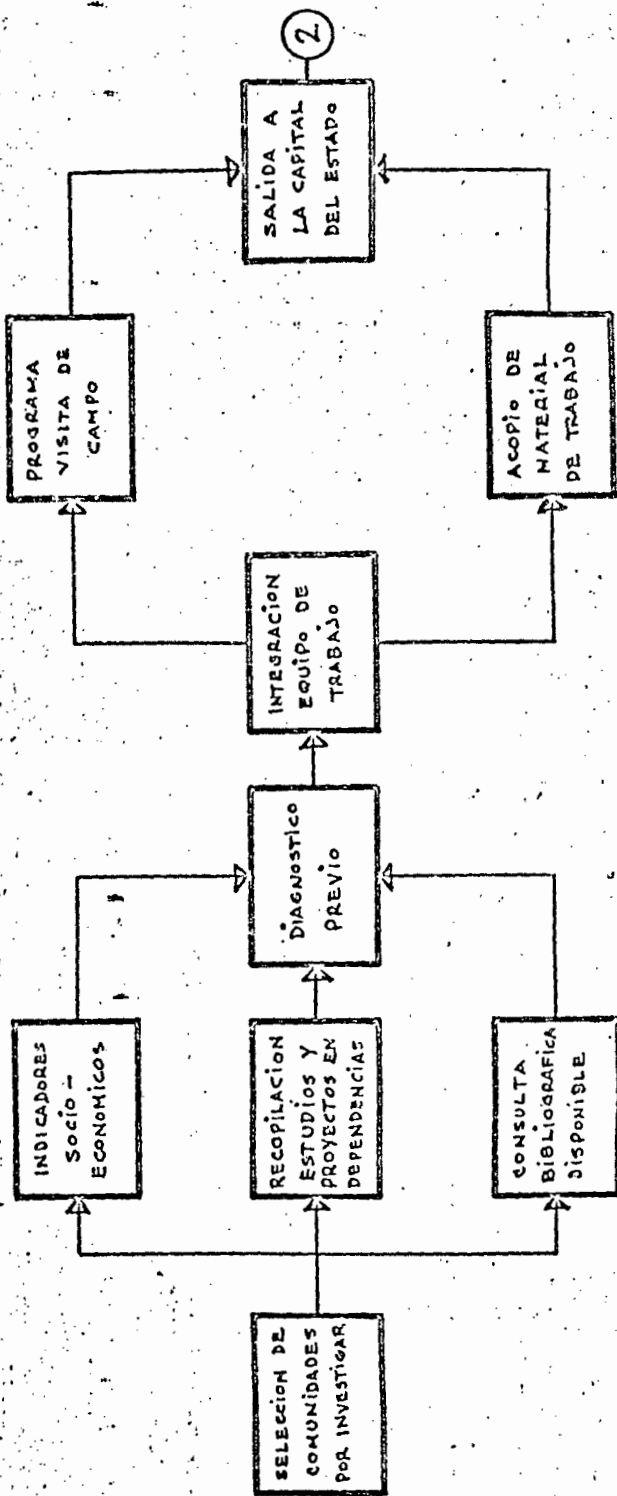 SELECCION DE
COMUNIDADES
POR INVESTIGAR
INDICADORES
SOCIO-
ECONOMICOS
RECOPILACION
ESTUDIOS Y
PROYECTOS EN
DEPENDENCIAS
CONSULTA
BIBLIOGRAFICA
DISPONIBLE
DIAGNOSTICO
PREVIO
INTEGRACION
EQUIPO DE
TRABAJO
PROGRAMA
VISITA DE
CAMPO
ACOPIO DE
MATERIAL
DE TRABAJO
SALIDA A
LA CAPITAL
DEL ESTADO
2